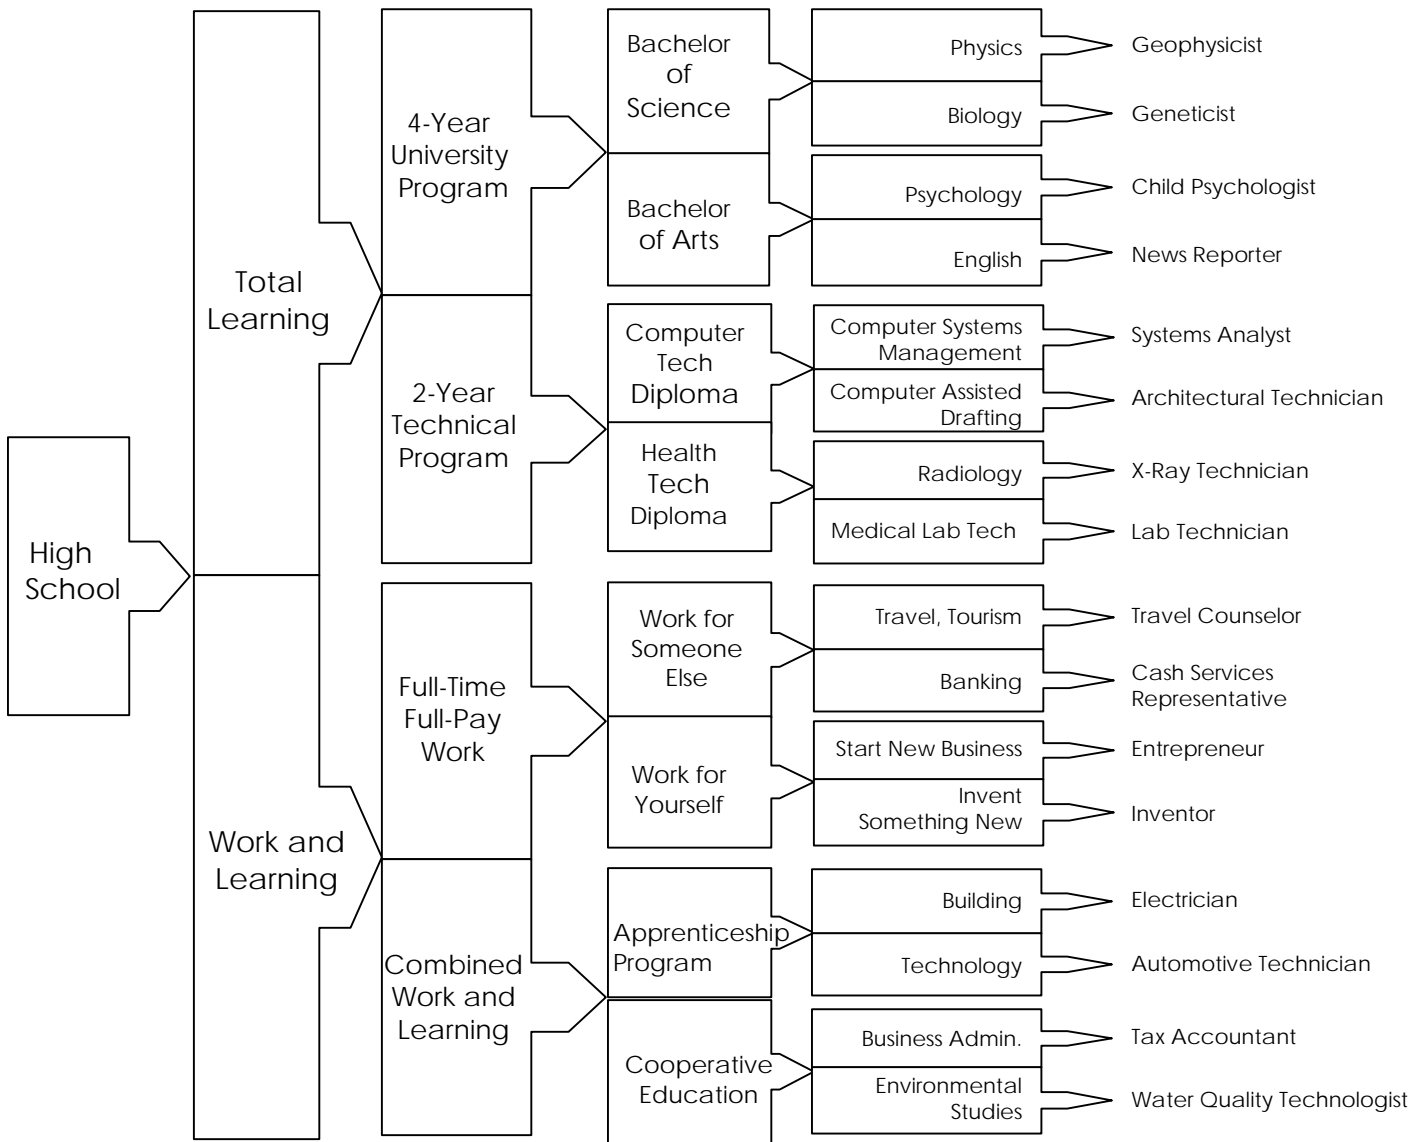 High
School
Total
Learning
Work and
Learning
4-Year
University
Program
2-Year
Technical
Program
Full-Time
Full-Pay
Work
Combined
Work and
Learning
Bachelor
of
Science
Bachelor
of Arts
Computer
Tech
Diploma
Health
Tech
Diploma
Work for
Someone
Else
Work for
Yourself
Apprenticeship
Program
Cooperative
Education
Physics
Biology
Psychology
English
Computer Systems
Management
Computer Assisted
Drafting
Radiology
Medical Lab Tech
Travel, Tourism
Banking
Start New Business
Invent
Something New
Building
Technology
Business Admin.
Environmental
Studies
Geophysicist
Geneticist
Child Psychologist
News Reporter
Systems Analyst
Architectural Technician
X-Ray Technician
Lab Technician
Travel Counselor
Cash Services
Representative
Entrepreneur
Inventor
Electrician
Automotive Technician
Tax Accountant
Water Quality Technologist